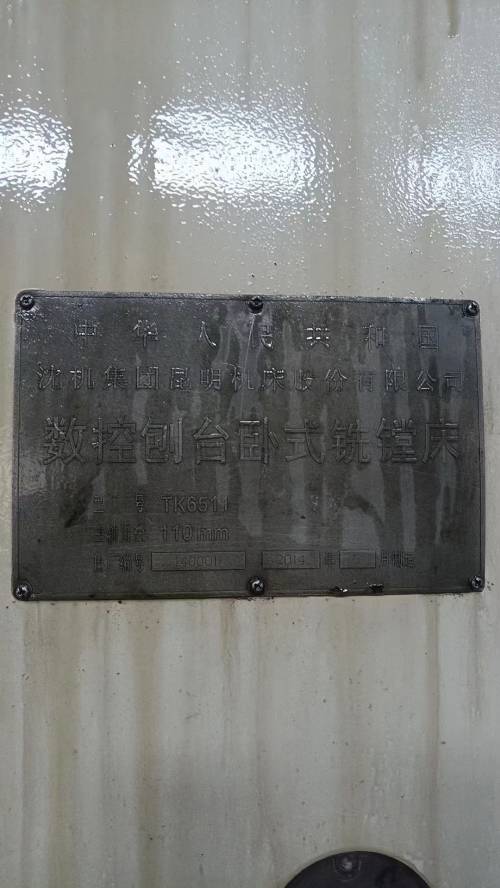 中华人民共和国
沈机集团昆明机床股份有限公司
数控刨台卧式铣镗床
型 号 TK6511
主轴直径 110mm
出厂编号 140001 2014 年 月制造